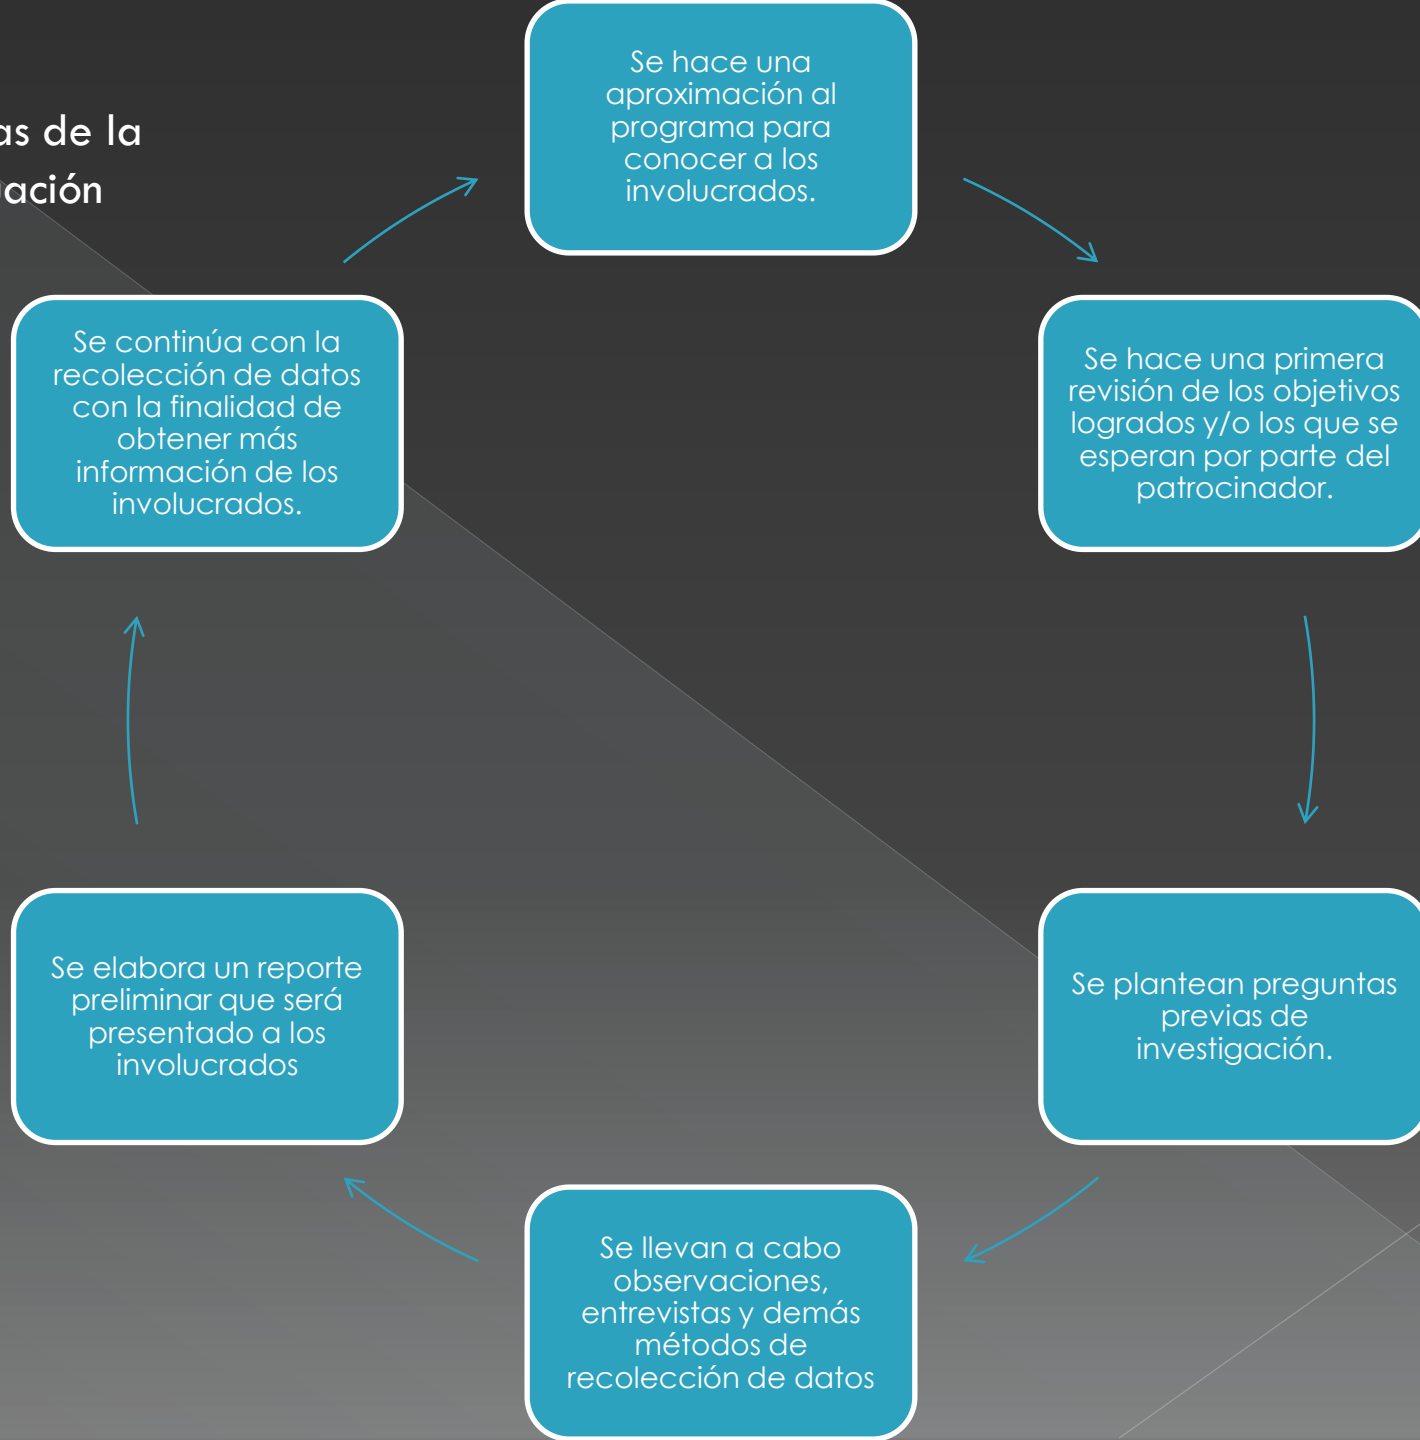 as de la
uación
Se hace una
aproximación al
programa para
conocer a los
involucrados.
Se hace una primera
revisión de los objetivos
logrados y/o los que se
esperan por parte del
patrocinador.
Se plantean preguntas
previas de
investigación.
Se llevan a cabo
observaciones,
entrevistas y demás
métodos de
recolección de datos
Se elabora un reporte
preliminar que será
presentado a los
involucrados
Se continúa con la
recolección de datos
con la finalidad de
obtener más
información de los
involucrados.